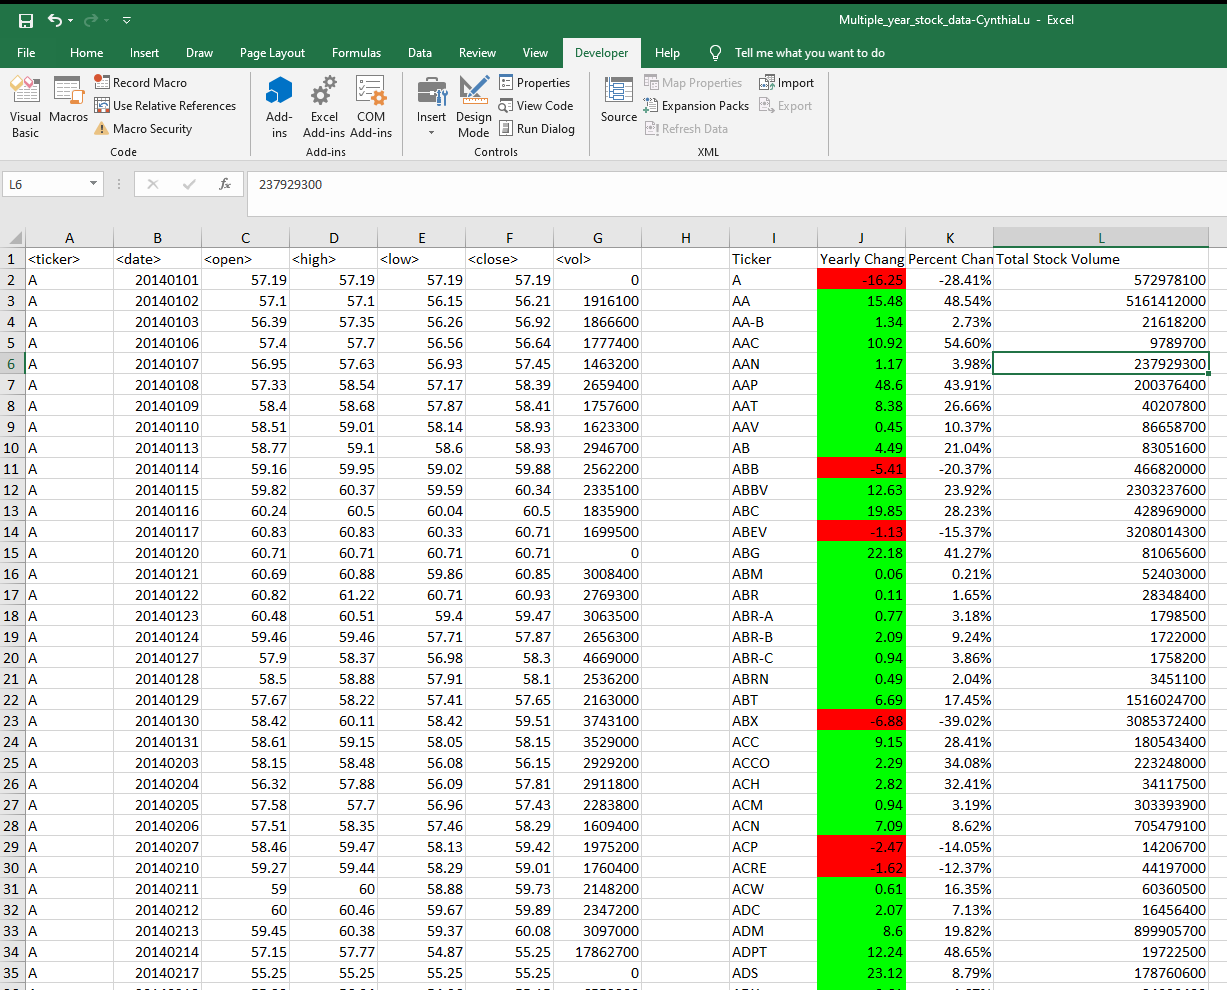 Multiple_year_stock_data-CynthiaLu - Excel
File Home Insert Draw Page Layout Formulas Data Review View Developer Help Tell me what you want to do
Visual Basic Macros Record Macro Use Relative References Macro Security Add-ins Excel Add-ins COM Add-ins Insert Design Mode Properties View Code Run Dialog Source Map Properties Expansion Packs Refresh Data Import Export
Code Add-ins Controls XML
L6 fx 237929300
A B C D E F G H I J K L
1 <ticker> <date> <open> <high> <low> <close> <vol> Ticker Yearly Chang Percent Chan Total Stock Volume
2 A 20140101 57.19 57.19 57.19 57.19 0 A -16.25 -28.41% 572978100
3 A 20140102 57.1 57.1 56.15 56.21 1916100 AA 15.48 48.54% 5161412000
4 A 20140103 56.39 57.35 56.26 56.92 1866600 AA-B 1.34 2.73% 21618200
5 A 20140106 57.4 57.7 56.56 56.64 1777400 AAC 10.92 54.60% 9789700
6 A 20140107 56.95 57.63 56.93 57.45 1463200 AAN 1.17 3.98% 237929300
7 A 20140108 57.33 58.54 57.17 58.39 2659400 AAP 48.6 43.91% 200376400
8 A 20140109 58.4 58.68 57.87 58.41 1757600 AAT 8.38 26.66% 40207800
9 A 20140110 58.51 59.01 58.14 58.93 1623300 AAV 0.45 10.37% 86658700
10 A 20140113 58.77 59.1 58.6 58.93 2946700 AB 4.49 21.04% 83051600
11 A 20140114 59.16 59.95 59.02 59.88 2562200 ABB -5.41 -20.37% 466820000
12 A 20140115 59.82 60.37 59.59 60.34 2335100 ABBV 12.63 23.92% 2303237600
13 A 20140116 60.24 60.5 60.04 60.5 1835900 ABC 19.85 28.23% 428969000
14 A 20140117 60.83 60.83 60.33 60.71 1699500 ABEV -1.13 -15.37% 3208014300
15 A 20140120 60.71 60.71 60.71 60.71 0 ABG 22.18 41.27% 81065600
16 A 20140121 60.69 60.88 59.86 60.85 3008400 ABM 0.06 0.21% 52403000
17 A 20140122 60.82 61.22 60.71 60.93 2769300 ABR 0.11 1.65% 28348400
18 A 20140123 60.48 60.51 59.4 59.47 3063500 ABR-A 0.77 3.18% 1798500
19 A 20140124 59.46 59.46 57.71 57.87 2656300 ABR-B 2.09 9.24% 1722000
20 A 20140127 57.9 58.37 56.98 58.3 4669000 ABR-C 0.94 3.86% 1758200
21 A 20140128 58.5 58.88 57.91 58.1 2536200 ABRN 0.49 2.04% 3451100
22 A 20140129 57.67 58.22 57.41 57.65 2163000 ABT 6.69 17.45% 1516024700
23 A 20140130 58.42 60.11 58.42 59.51 3743100 ABX -6.88 -39.02% 3085372400
24 A 20140131 58.61 59.15 58.05 58.15 3529000 ACC 9.15 28.41% 180543400
25 A 20140203 58.15 58.48 56.08 56.15 2929200 ACCO 2.29 34.08% 223248000
26 A 20140204 56.32 57.88 56.09 57.81 2911800 ACH 2.82 32.41% 34117500
27 A 20140205 57.58 57.7 56.96 57.43 2283800 ACM 0.94 3.19% 303393900
28 A 20140206 57.51 58.35 57.46 58.29 1609400 ACN 7.09 8.62% 705479100
29 A 20140207 58.46 59.47 58.13 59.42 1975200 ACP -2.47 -14.05% 14206700
30 A 20140210 59.27 59.44 58.29 59.01 1760400 ACRE -1.62 -12.37% 44197000
31 A 20140211 59 60 58.88 59.73 2148200 ACW 0.61 16.35% 60360500
32 A 20140212 60 60.46 59.67 59.89 2347200 ADC 2.07 7.13% 16456400
33 A 20140213 59.45 60.38 59.37 60.08 3097000 ADM 8.6 19.82% 899905700
34 A 20140214 57.15 57.77 54.87 55.25 17862700 ADPT 12.24 48.65% 19722500
35 A 20140217 55.25 55.25 55.25 55.25 0 ADS 23.12 8.79% 178760600